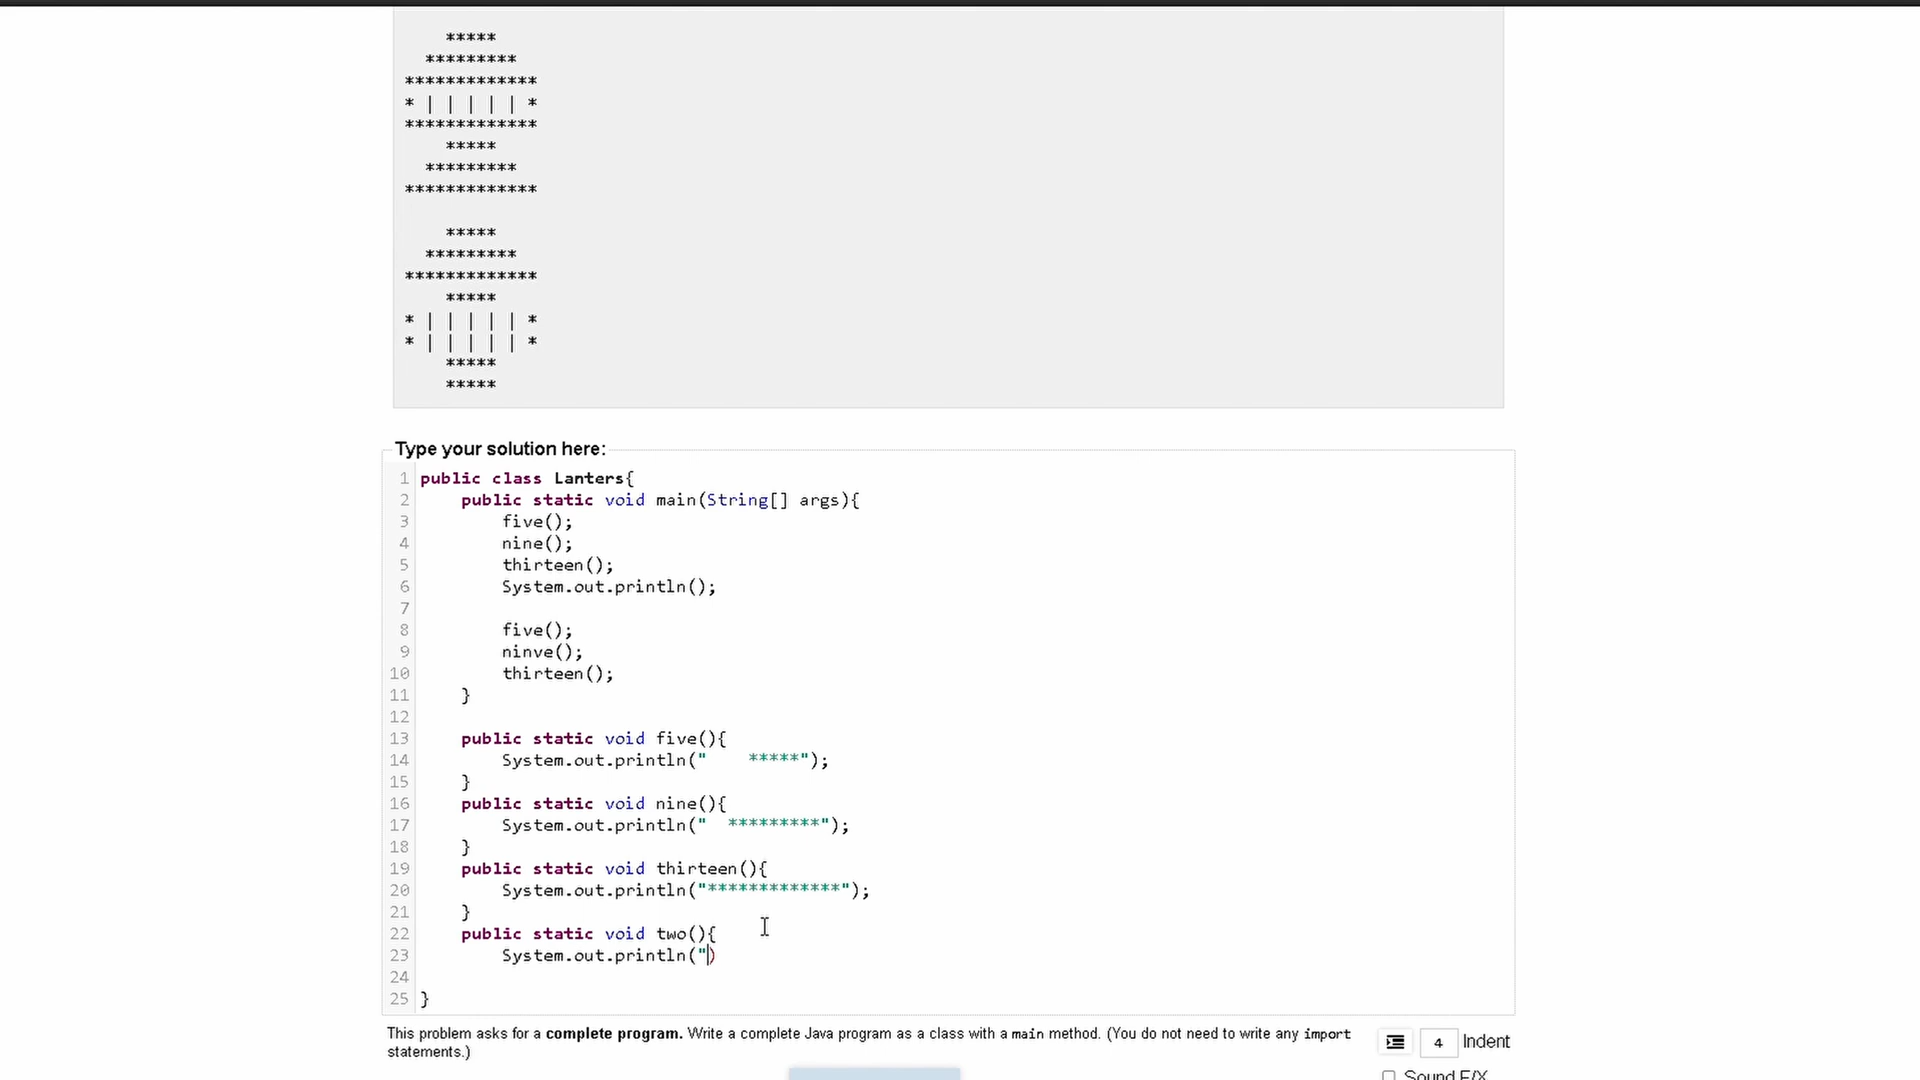 *****
  *********
*************
* | | | | | *
*************
    *****
  *********
*************

    *****
  *********
*************
    *****
* | | | | | *
* | | | | | *
    *****
    *****
Type your solution here:
1 public class Lanters{
2     public static void main(String[] args){
3         five();
4         nine();
5         thirteen();
6         System.out.println();
7
8         five();
9         ninve();
10         thirteen();
11     }
12
13     public static void five(){
14         System.out.println("    *****");
15     }
16     public static void nine(){
17         System.out.println("  *********");
18     }
19     public static void thirteen(){
20         System.out.println("*************");
21     }
22     public static void two(){
23         System.out.println(")
24
25 }
This problem asks for a complete program. Write a complete Java program as a class with a main method. (You do not need to write any import
statements.)
4 Indent
Sound F/X